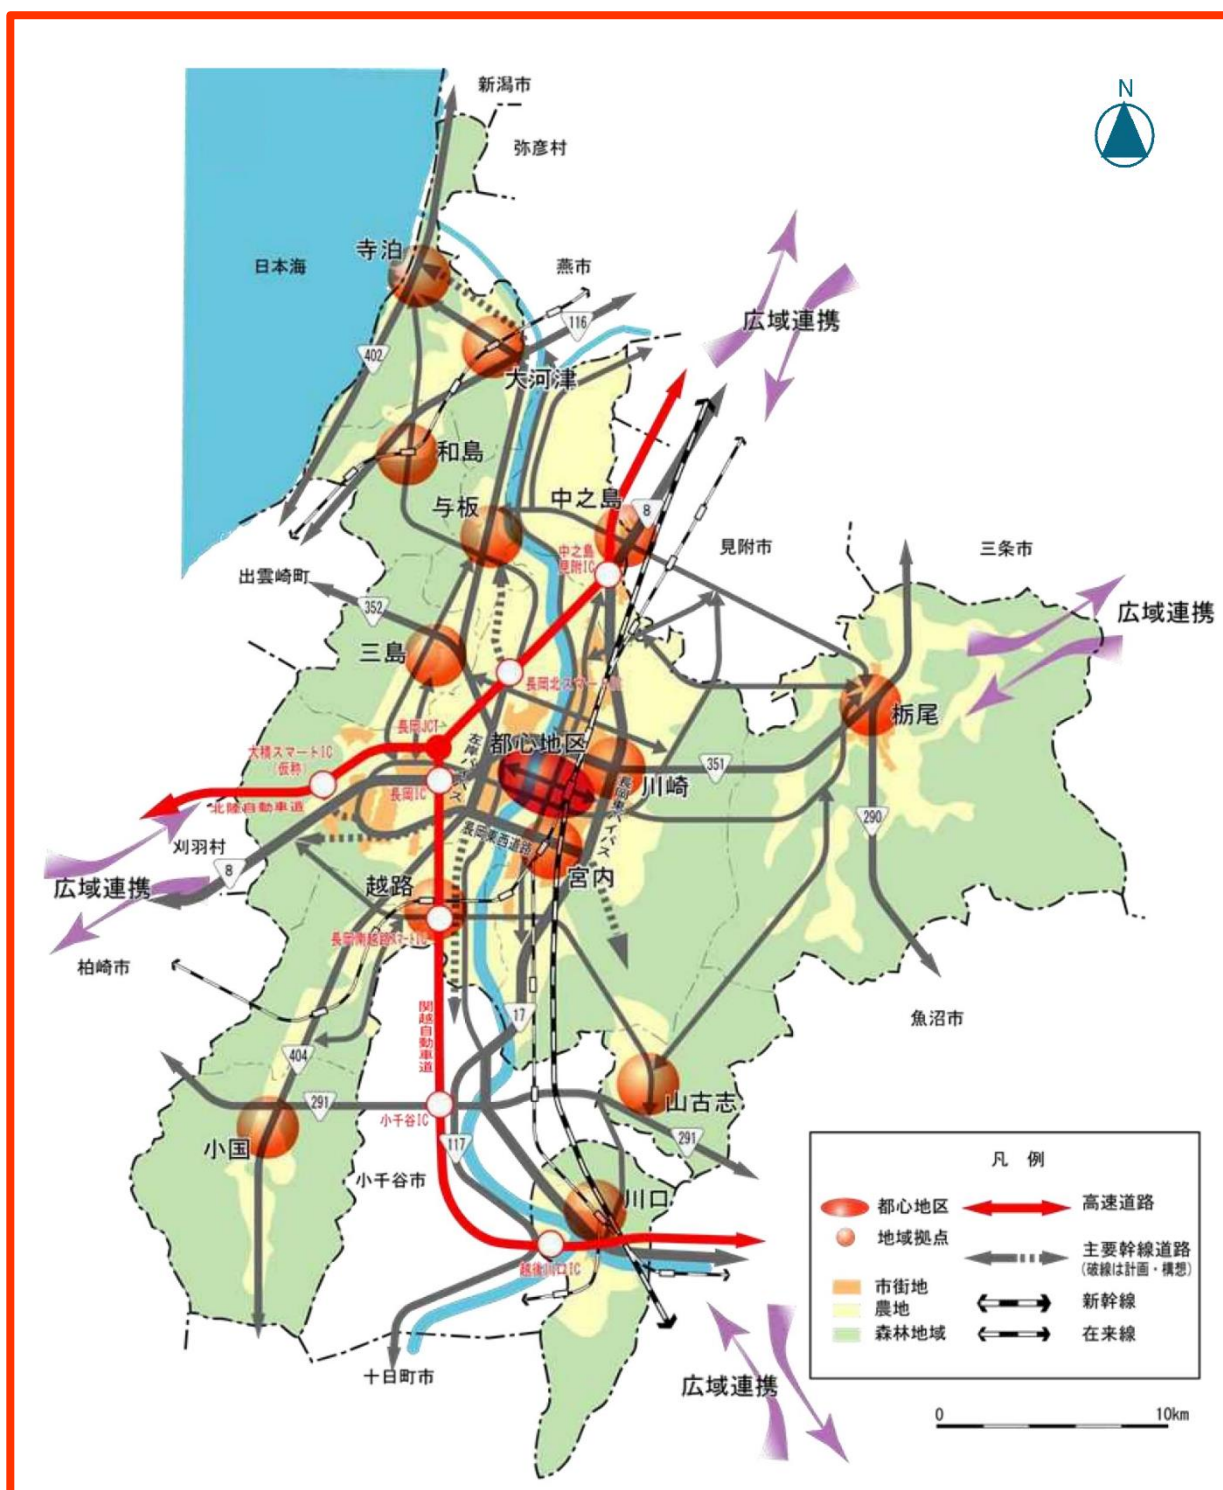 新潟市
N
弥彦村
寺泊
日本海
燕市
116
広域連携
402
大河津
和島
与板
中之島
8
中之島
見附IC
見附市
三条市
出雲崎町
352
広域連携
三島
長岡北スマートIC
栃尾
長岡JCT
左岸バイパス
都心地区
大積スマートIC
(仮称)
長岡IC
川崎
351
北陸自動車道
長岡東バイパス
290
刈羽村
8
長岡東西道路
宮内
広域連携
越路
長岡南越路スマートIC
柏崎市
17
関越自動車道
魚沼市
404
291
小千谷IC
山古志
小国
117
291
小千谷市
川口
越後川口IC
十日町市
広域連携
凡 例
都心地区
高速道路
地域拠点
主要幹線道路
(破線は計画・構想)
市街地
農地
新幹線
森林地域
在来線
0 10km